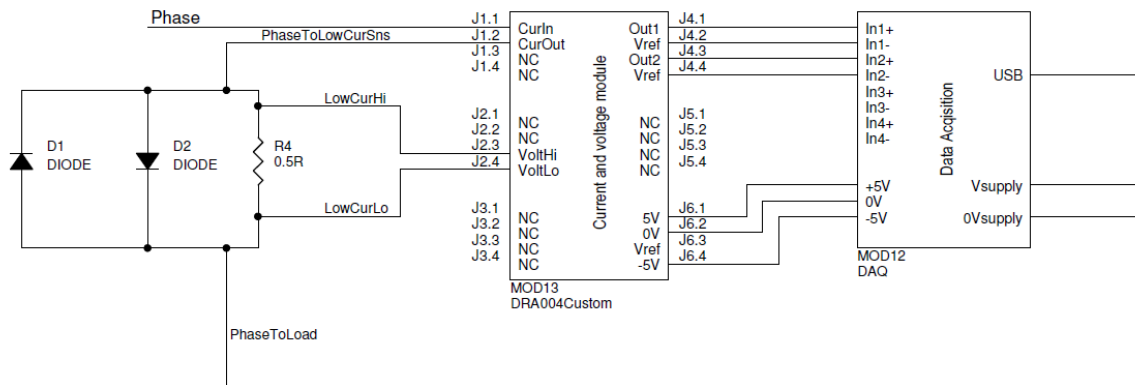 Phase
PhaseToLowCurSns
J1.1
J1.2
J1.3
J1.4
CurIn
CurOut
NC
NC
Out1
Vref
Out2
Vref
J4.1
J4.2
J4.3
J4.4
In1+
In1-
In2+
In2-
In3+
In3-
In4+
In4-
USB
LowCurHi
D1
DIODE
D2
DIODE
R4
0.5R
LowCurLo
J2.1
J2.2
J2.3
J2.4
NC
NC
VoltHi
VoltLo
Current and voltage module
NC
NC
NC
NC
J5.1
J5.2
J5.3
J5.4
Data Acqisition
+5V
0V
-5V
Vsupply
0Vsupply
J3.1
J3.2
J3.3
J3.4
NC
NC
NC
NC
5V
0V
Vref
-5V
J6.1
J6.2
J6.3
J6.4
MOD13
DRA004Custom
MOD12
DAQ
PhaseToLoad